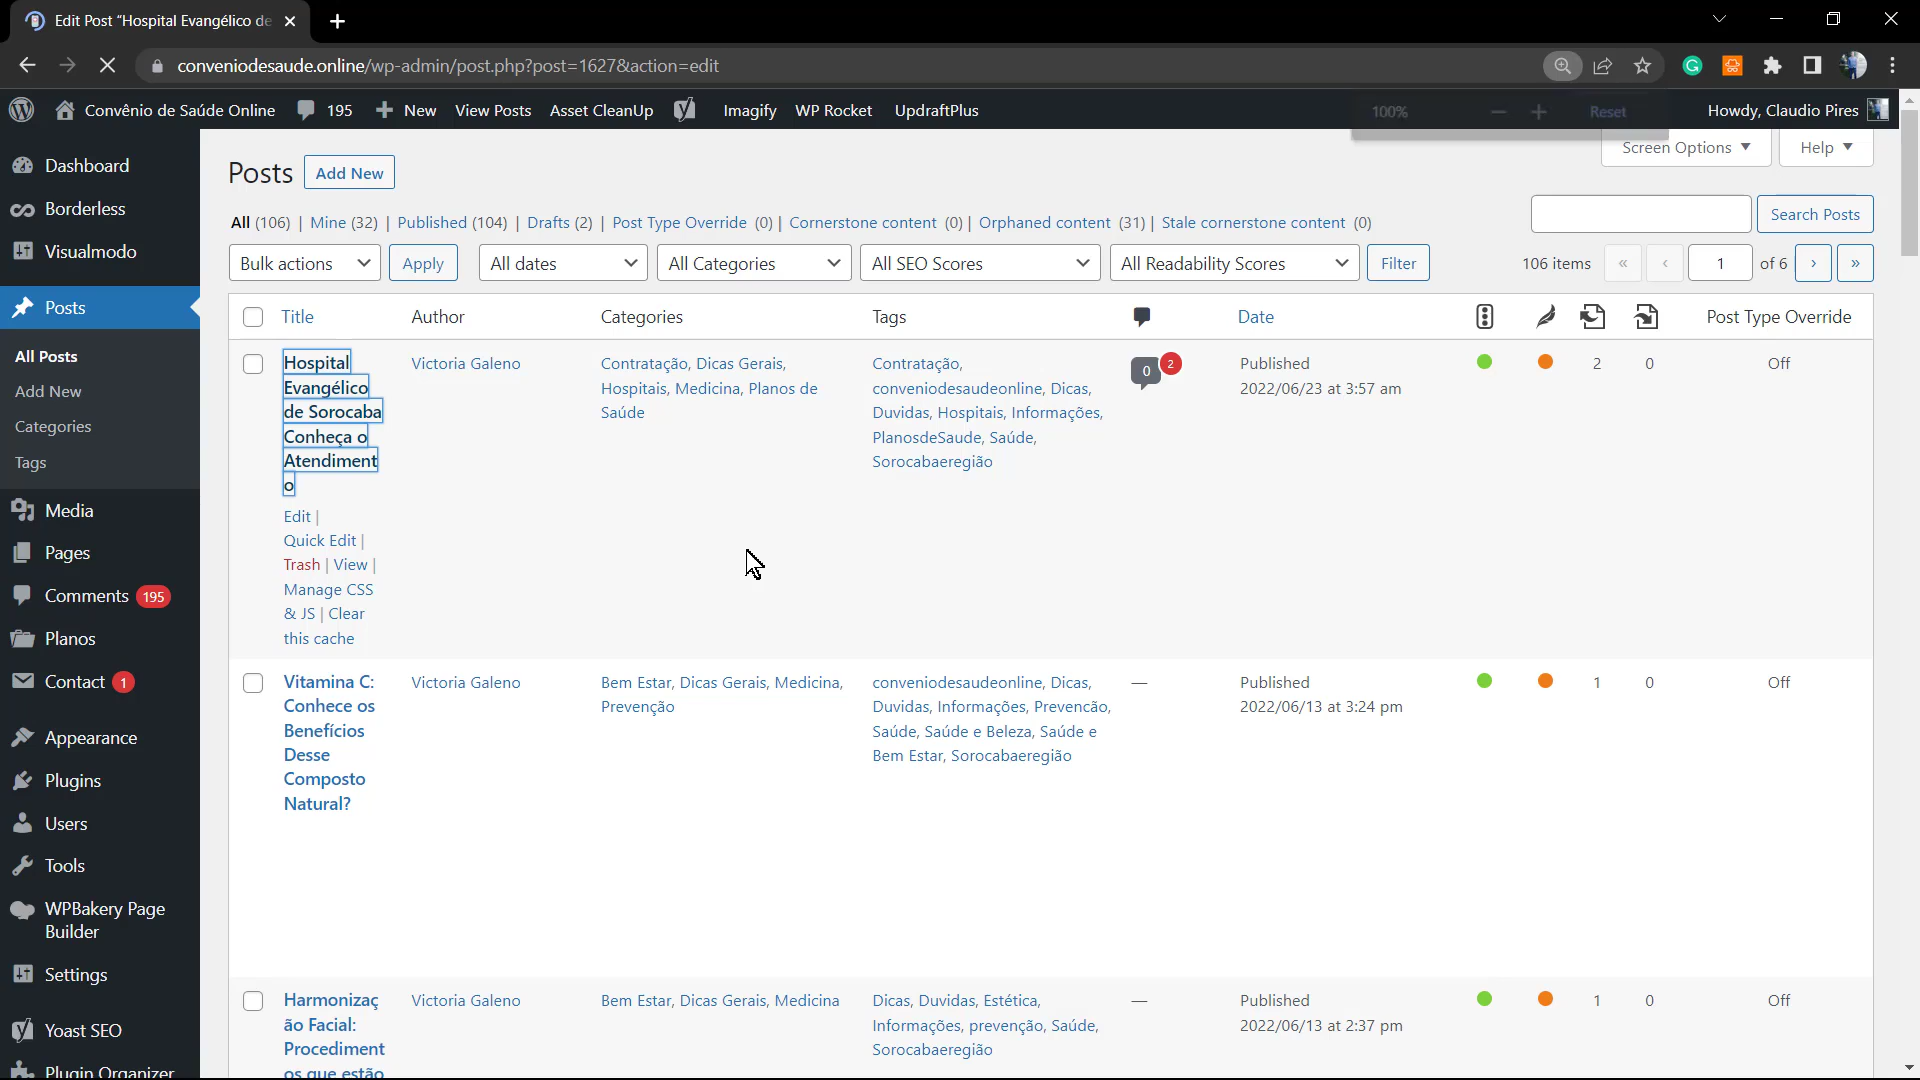 Edit Post “Hospital Evangélico de
conveniodesaude.online/wp-admin/post.php?post=1627&action=edit
Convênio de Saúde Online 195 New View Posts Asset CleanUp Imagify WP Rocket UpdraftPlus 100% Reset Howdy, Claudio Pires
Screen Options Help
Dashboard
Borderless
Visualmodo
Posts
All Posts
Add New
Categories
Tags
Media
Pages
Comments 195
Planos
Contact 1
Appearance
Plugins
Users
Tools
WPBakery Page
Builder
Settings
Yoast SEO
Plugin Organizer
Posts Add New
All (106) | Mine (32) | Published (104) | Drafts (2) | Post Type Override (0) | Cornerstone content (0) | Orphaned content (31) | Stale cornerstone content (0)
Search Posts
Bulk actions Apply All dates All Categories All SEO Scores All Readability Scores Filter 106 items « ‹ 1 of 6 › »
Title Author Categories Tags Date Post Type Override
Hospital
Evangélico
de Sorocaba
Conheça o
Atendiment
o
Edit |
Quick Edit |
Trash | View |
Manage CSS
& JS | Clear
this cache
Victoria Galeno
Contratação, Dicas Gerais,
Hospitais, Medicina, Planos de
Saúde
Contratação,
conveniodesaudeonline, Dicas,
Duvidas, Hospitais, Informações,
PlanosdeSaude, Saúde,
Sorocabaeregião
0 2
Published
2022/06/23 at 3:57 am
2 0 Off
Vitamina C:
Conhece os
Benefícios
Desse
Composto
Natural?
Victoria Galeno
Bem Estar, Dicas Gerais, Medicina,
Prevenção
conveniodesaudeonline, Dicas,
Duvidas, Informações, Prevencão,
Saúde, Saúde e Beleza, Saúde e
Bem Estar, Sorocabaeregião
—
Published
2022/06/13 at 3:24 pm
1 0 Off
Harmonizaç
ão Facial:
Procediment
os que estão
Victoria Galeno
Bem Estar, Dicas Gerais, Medicina
Dicas, Duvidas, Estética,
Informações, prevenção, Saúde,
Sorocabaeregião
—
Published
2022/06/13 at 2:37 pm
1 0 Off